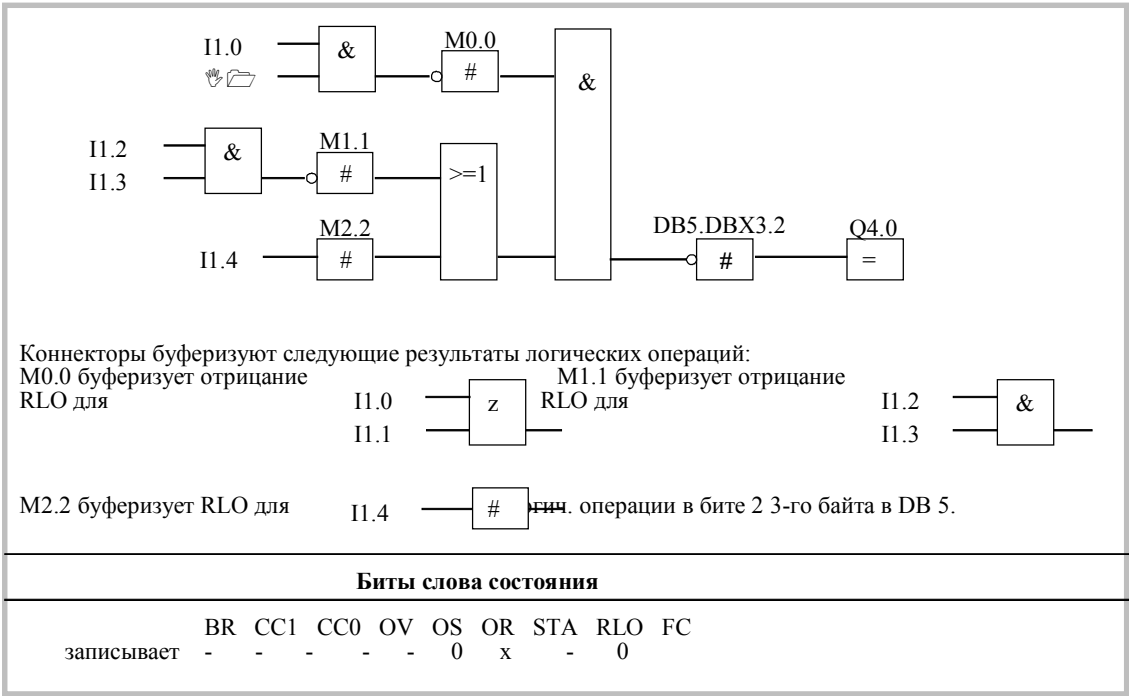 I1.0 & M0.0
# &
I1.2 & M1.1
I1.3 # >=1
M2.2 DB5.DBX3.2 Q4.0
I1.4 # # =
Коннекторы буферизуют следующие результаты логических операций:
M0.0 буферизует отрицание M1.1 буферизует отрицание
RLO для I1.0 z RLO для I1.2 &
I1.1 I1.3
M2.2 буферизует RLO для I1.4 # операции в бите 2 3-го байта в DB 5.
Биты слова состояния
BR CC1 CC0 OV OS OR STA RLO FC
записывает - - - - - 0 x - 0